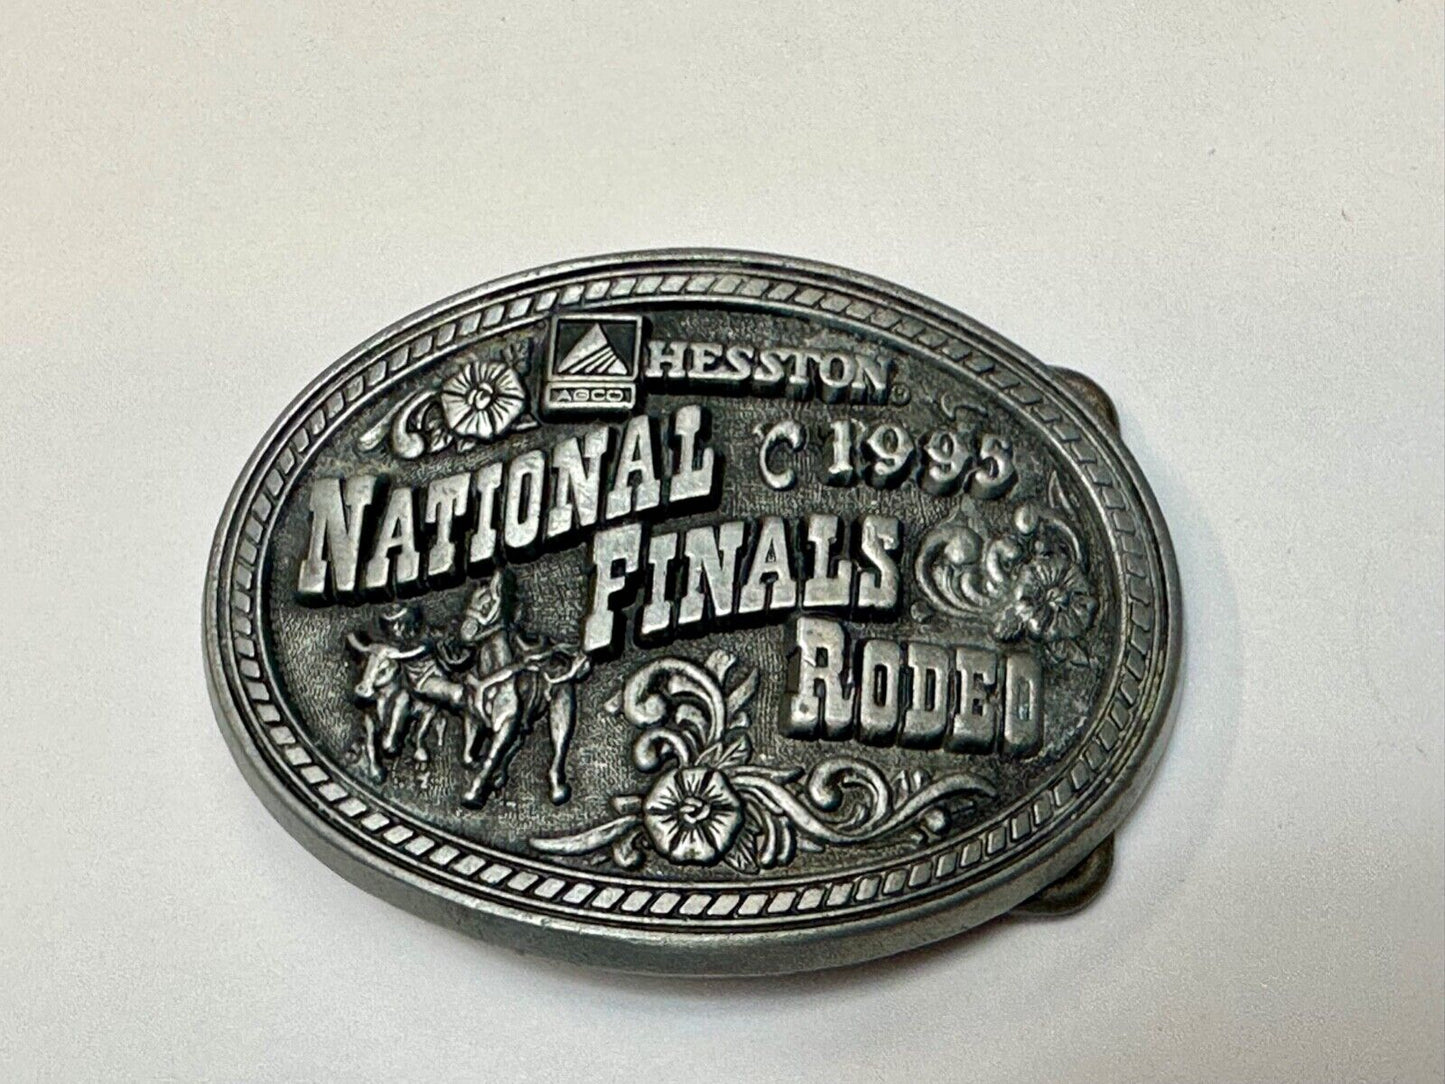 AGCO HESSTON®
NATIONAL C 1995
FINALS
RODEO